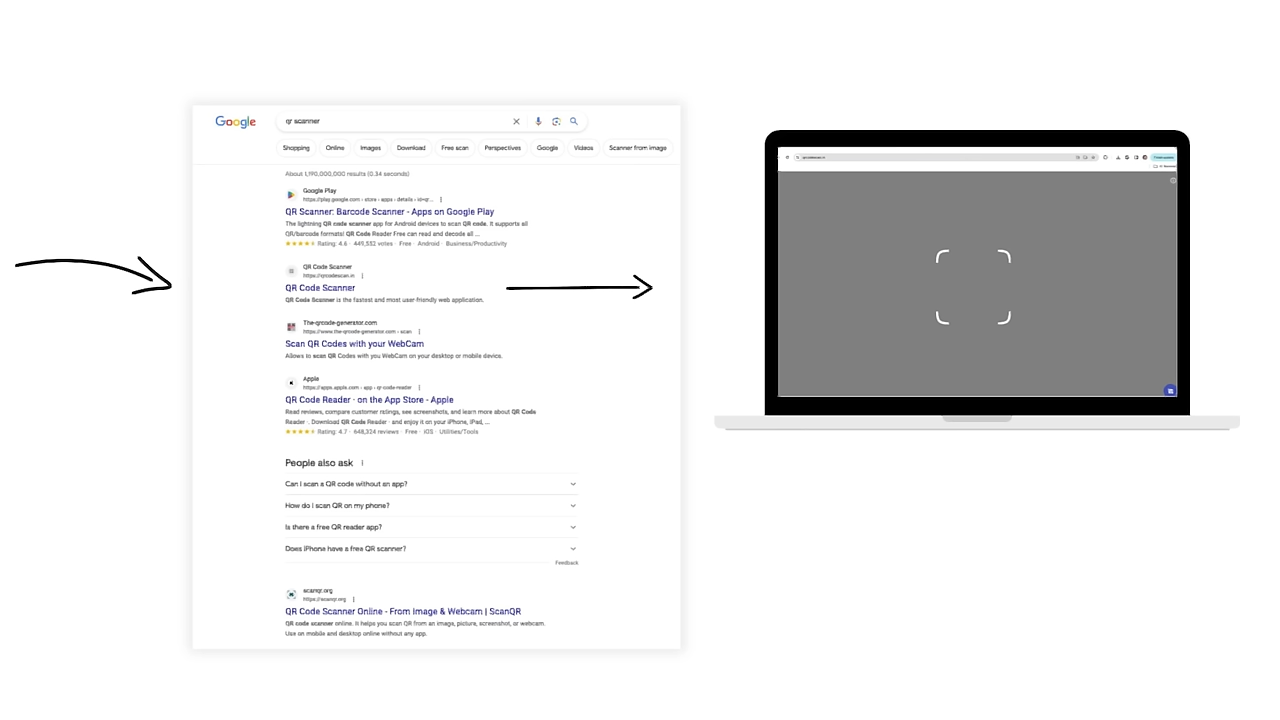 Google
qr scanner
Shopping Online Images Download Free scan Perspectives Google Videos Scanner from image
About 1,190,000,000 results (0.34 seconds)
Google Play
https://play.google.com › store › apps › details › id=qr...
QR Scanner: Barcode Scanner - Apps on Google Play
The lightning QR code scanner app for Android devices to scan QR code. It supports all
QR/barcode formats! QR Code Reader Free can read and decode all ...
Rating: 4.6 · 449,532 votes · Free · Android · Business/Productivity
QR Code Scanner
https://qrcodescan.in
QR Code Scanner
QR Code Scanner is the fastest and most user-friendly web application.
The-qrcode-generator.com
https://www.the-qrcode-generator.com › scan
Scan QR Codes with your WebCam
Allows to scan QR Codes with you WebCam on your desktop or mobile device.
Apple
https://apps.apple.com › app › qr-code-reader
QR Code Reader · on the App Store - Apple
Read reviews, compare customer ratings, see screenshots, and learn more about QR Code
Reader · . Download QR Code Reader · and enjoy it on your iPhone, iPad, ...
Rating: 4.7 · 648,324 reviews · Free · iOS · Utilities/Tools
People also ask
Can I scan a QR code without an app?
How do I scan QR on my phone?
Is there a free QR reader app?
Does iPhone have a free QR scanner?
Feedback
scanqr.org
https://scanqr.org
QR Code Scanner Online - From Image & Webcam | ScanQR
QR code scanner online. It helps you scan QR from an image, picture, screenshot, or webcam.
Use on mobile and desktop online without any app.
qrcodescan.in